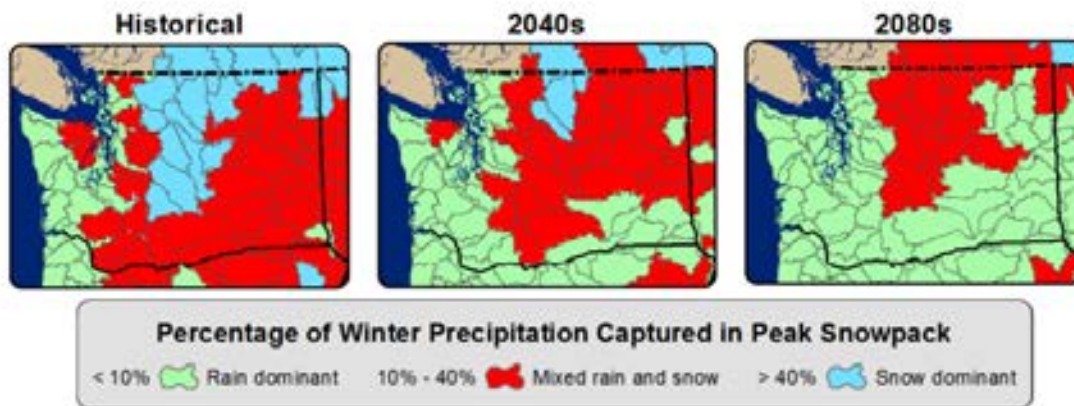 Historical
2040s
2080s
Percentage of Winter Precipitation Captured in Peak Snowpack
< 10% Rain dominant 10% - 40% Mixed rain and snow > 40% Snow dominant